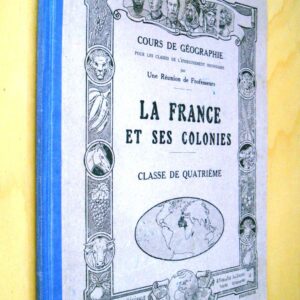 COURS DE GÉOGRAPHIE
POUR LES CLASSES DE L'ENSEIGNEMENT SECONDAIRE
par
Une Réunion de Professeurs
LA FRANCE
ET SES COLONIES
CLASSE DE QUATRIÈME